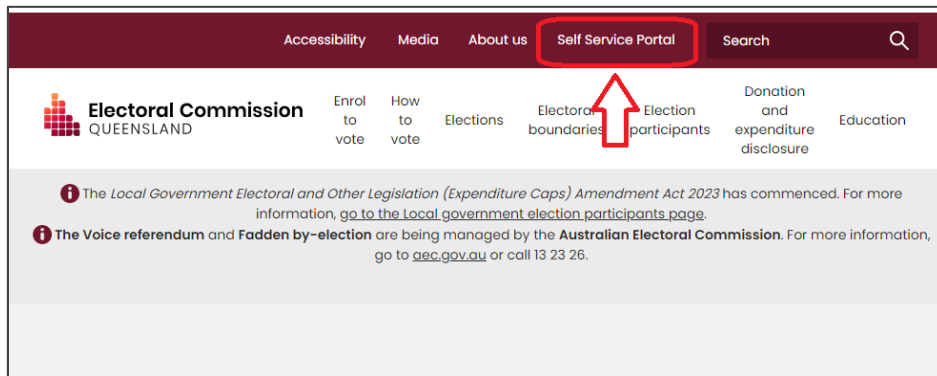 Accessibility Media About us Self Service Portal Search
Electoral Commission
QUEENSLAND
Enrol
to
vote
How
to
vote
Elections
Electoral
boundaries
Election
participants
Donation
and
expenditure
disclosure
Education
The Local Government Electoral and Other Legislation (Expenditure Caps) Amendment Act 2023 has commenced. For more
information, go to the Local government election participants page.
The Voice referendum and Fadden by-election are being managed by the Australian Electoral Commission. For more information,
go to aec.gov.au or call 13 23 26.